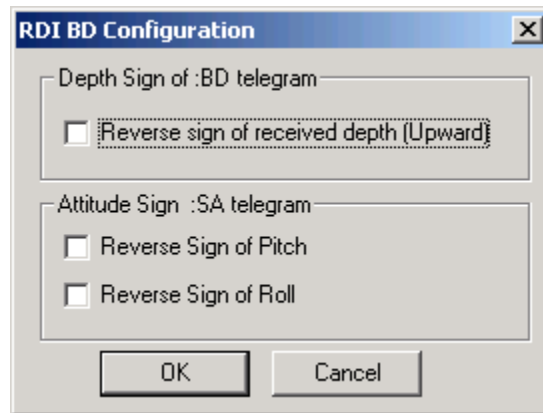 RDI BD Configuration
Depth Sign of :BD telegram
Reverse sign of received depth (Upward)
Attitude Sign :SA telegram
Reverse Sign of Pitch
Reverse Sign of Roll
OK Cancel